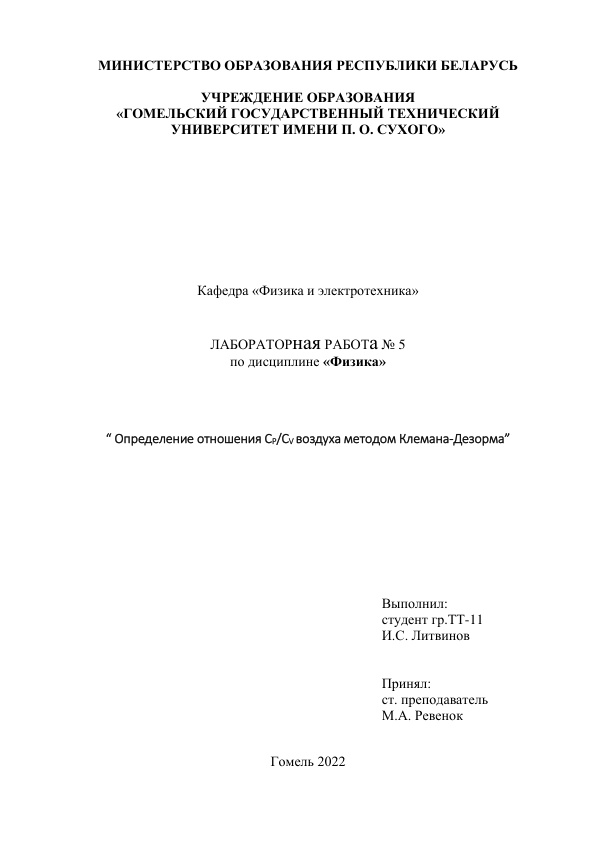 МИНИСТЕРСТВО ОБРАЗОВАНИЯ РЕСПУБЛИКИ БЕЛАРУСЬ
УЧРЕЖДЕНИЕ ОБРАЗОВАНИЯ
«ГОМЕЛЬСКИЙ ГОСУДАРСТВЕННЫЙ ТЕХНИЧЕСКИЙ
УНИВЕРСИТЕТ ИМЕНИ П. О. СУХОГО»
Кафедра «Физика и электротехника»
ЛАБОРАТОРная РАБОТа № 5
по дисциплине «Физика»
“ Определение отношения CP/CV воздуха методом Клемана-Дезорма”
Выполнил:
студент гр.ТТ-11
И.С. Литвинов
Принял:
ст. преподаватель
М.А. Ревенок
Гомель 2022